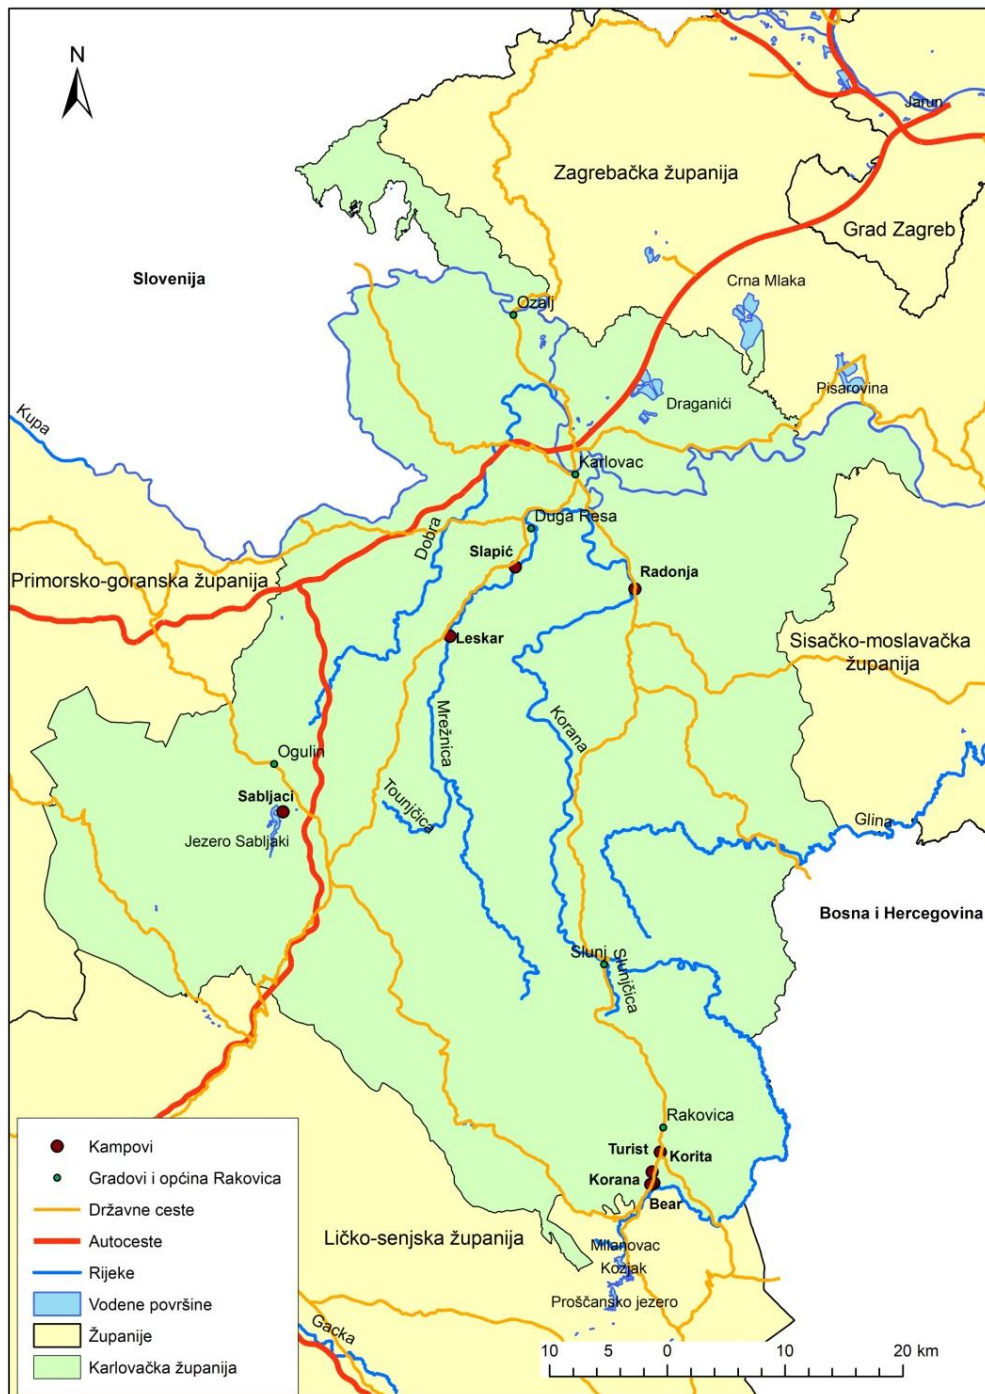 N
Jarun
Zagrebačka županija
Grad Zagreb
Slovenija
Crna Mlaka
Ozalj
Pisarovina
Draganići
Kupa
Karlovac
Dobra
Duga Resa
Slapić
Radonja
Primorsko-goranska županija
Leskar
Sisačko-moslavačka
županija
Mrežnica
Korana
Ogulin
Sabljaci
Tounjčica
Jezero Sabljaki
Glina
Bosna i Hercegovina
Slunj
Slunjčica
Rakovica
Turist
Korita
Korana
Bear
Ličko-senjska županija
Milanovac
Kozjak
Proščansko jezero
Gacka
Kampovi
Gradovi i općina Rakovica
Državne ceste
Autoceste
Rijeke
Vodene površine
Županije
Karlovačka županija
10 5 0 10 20 km